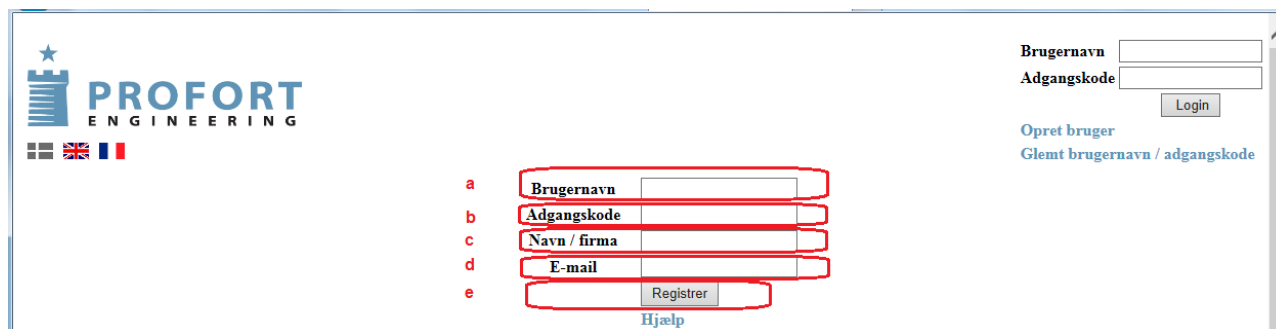 PROFORT
ENGINEERING
Brugernavn
Adgangskode
Login
Opret bruger
Glemt brugernavn / adgangskode
a Brugernavn
b Adgangskode
c Navn / firma
d E-mail
e Registrer
Hjælp